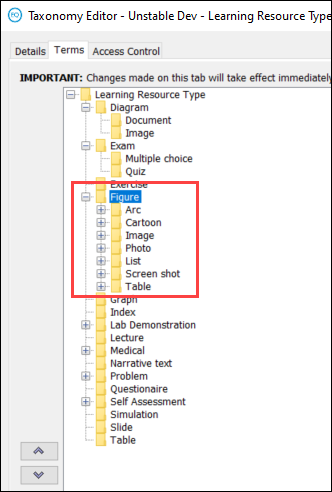 Taxonomy Editor - Unstable Dev - Learning Resource Type
Details Terms Access Control
IMPORTANT: Changes made on this tab will take effect immediately
Learning Resource Type
Diagram
Document
Image
Exam
Multiple choice
Quiz
Exercise
Figure
Arc
Cartoon
Image
Photo
List
Screen shot
Table
Graph
Index
Lab Demonstration
Lecture
Medical
Narrative text
Problem
Questionaire
Self Assessment
Simulation
Slide
Table